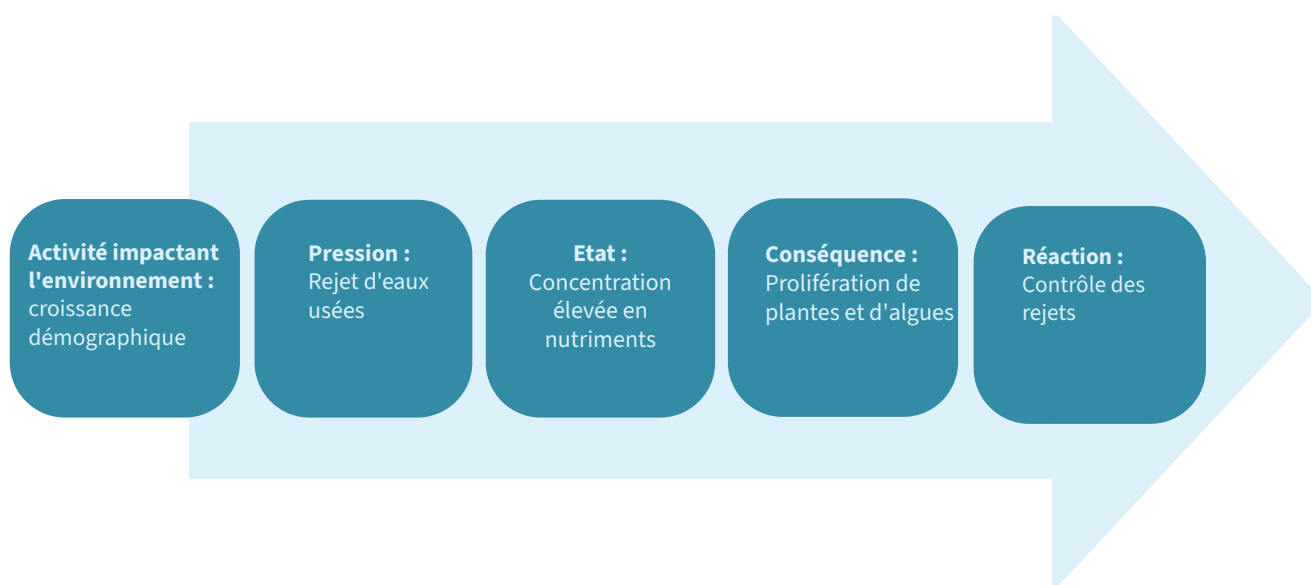 Activité impactant
l'environnement :
croissance
démographique
Pression :
Rejet d'eaux
usées
Etat :
Concentration
élevée en
nutriments
Conséquence :
Prolifération de
plantes et d'algues
Réaction :
Contrôle des
rejets